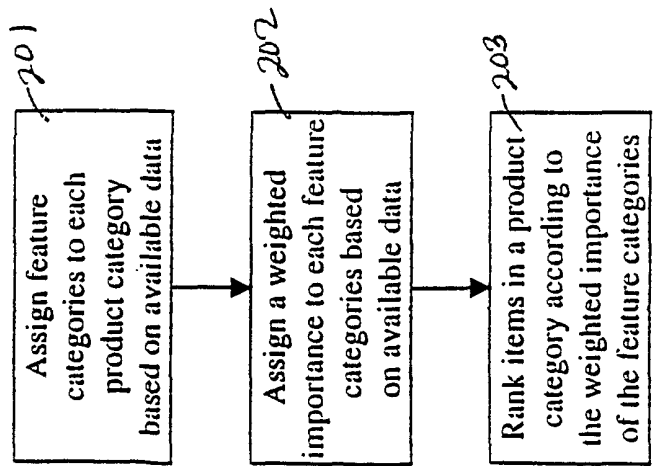 201
Assign feature
categories to each
product category
based on available data
202
Assign a weighted
importance to each feature
categories based
on available data
203
Rank items in a product
category according to
the weighted importance
of the feature categories